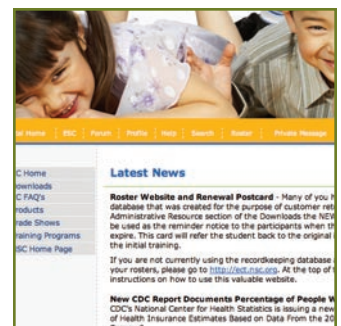 tal Home | ESC | Forum | Profile | Help | Search | Roster | Private Message
C Home
ownloads
C FAQ's
roducts
rade Shows
raining Programs
SC Home Page
Latest News
Roster Website and Renewal Postcard - Many of you h
database that was created for the purpose of customer rete
Administrative Resource section of the Downloads the NEW
be used as the reminder notice to the participants when th
expire. This card will refer the student back to the original
the initial training.
If you are not currently using the recordkeeping database a
your rosters, please go to http://ect.nsc.org. At the top of t
instructions on how to use this valuable website.
New CDC Report Documents Percentage of People W
CDC's National Center for Health Statistics is issuing a new
of Health Insurance Estimates Based on Data From the 20